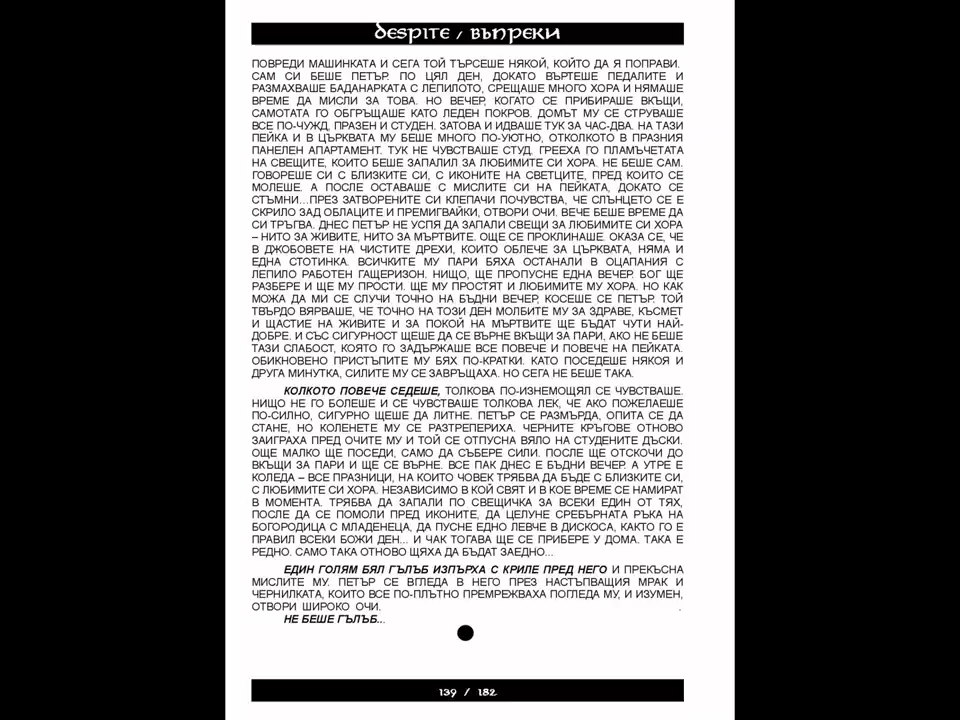 DESPITE / ВЪПРЕКИ
ПОВРЕДИ МАШИНКАТА И СЕГА ТОЙ ТЪРСЕШЕ НЯКОЙ, КОЙТО ДА Я ПОПРАВИ.
САМ СИ БЕШЕ ПЕТЪР. ПО ЦЯЛ ДЕН, ДОКАТО ВЪРТЕШЕ ПЕДАЛИТЕ И
РАЗМАХВАШЕ БАДАНАРКАТА С ЛЕПИЛОТО, СРЕЩАШЕ МНОГО ХОРА И НЯМАШЕ
ВРЕМЕ ДА МИСЛИ ЗА ТОВА. НО ВЕЧЕР, КОГАТО СЕ ПРИБИРАШЕ ВКЪЩИ,
САМОТАТА ГО ОБГРЪЩАШЕ КАТО ЛЕДЕН ПОКРОВ. ДОМЪТ МУ СЕ СТРУВАШЕ
ВСЕ ПО-ЧУЖД, ПРАЗЕН И СТУДЕН. ЗАТОВА И ИДВАШЕ ТУК ЗА ЧАС-ДВА. НА ТАЗИ
ПЕЙКА И В ЦЪРКВАТА МУ БЕШЕ МНОГО ПО-УЮТНО, ОТКОЛКОТО В ПРАЗНИЯ
ПАНЕЛЕН АПАРТАМЕНТ. ТУК НЕ ЧУВСТВАШЕ СТУД. ГРЕЕХА ГО ПЛАМЪЧЕТАТА
НА СВЕЩИТЕ, КОИТО БЕШЕ ЗАПАЛИЛ ЗА ЛЮБИМИТЕ СИ ХОРА. НЕ БЕШЕ САМ.
ГОВОРЕШЕ СИ С БЛИЗКИТЕ СИ, С ИКОНИТЕ НА СВЕТЦИТЕ, ПРЕД КОИТО СЕ
МОЛЕШЕ. А ПОСЛЕ ОСТАВАШЕ С МИСЛИТЕ СИ НА ПЕЙКАТА, ДОКАТО СЕ
СТЪМНИ...ПРЕЗ ЗАТВОРЕНИТЕ СИ КЛЕПАЧИ ПОЧУВСТВА, ЧЕ СЛЪНЦЕТО СЕ Е
СКРИЛО ЗАД ОБЛАЦИТЕ И ПРЕМИГВАЙКИ, ОТВОРИ ОЧИ. ВЕЧЕ БЕШЕ ВРЕМЕ ДА
СИ ТРЪГВА. ДНЕС ПЕТЪР НЕ УСПЯ ДА ЗАПАЛИ СВЕЩИ ЗА ЛЮБИМИТЕ СИ ХОРА
– НИТО ЗА ЖИВИТЕ, НИТО ЗА МЪРТВИТЕ. ОЩЕ СЕ ПРОКЛИНАШЕ. ОКАЗА СЕ, ЧЕ
В ДЖОБОВЕТЕ НА ЧИСТИТЕ ДРЕХИ, КОИТО ОБЛЕЧЕ ЗА ЦЪРКВАТА, НЯМА И
ЕДНА СТОТИНКА. ВСИЧКИТЕ МУ ПАРИ БЯХА ОСТАНАЛИ В ОЦАПАНИЯ С
ЛЕПИЛО РАБОТЕН ГАЩЕРИЗОН. НИЩО, ЩЕ ПРОПУСНЕ ЕДНА ВЕЧЕР. БОГ ЩЕ
РАЗБЕРЕ И ЩЕ МУ ПРОСТИ. ЩЕ МУ ПРОСТЯТ И ЛЮБИМИТЕ МУ ХОРА. НО КАК
МОЖА ДА МИ СЕ СЛУЧИ ТОЧНО НА БЪДНИ ВЕЧЕР, КОСЕШЕ СЕ ПЕТЪР. ТОЙ
ТВЪРДО ВЯРВАШЕ, ЧЕ ТОЧНО НА ТОЗИ ДЕН МОЛБИТЕ МУ ЗА ЗДРАВЕ, КЪСМЕТ
И ЩАСТИЕ НА ЖИВИТЕ И ЗА ПОКОЙ НА МЪРТВИТЕ ЩЕ БЪДАТ ЧУТИ НАЙ-
ДОБРЕ. И СЪС СИГУРНОСТ ЩЕШЕ ДА СЕ ВЪРНЕ ВКЪЩИ ЗА ПАРИ, АКО НЕ БЕШЕ
ТАЗИ СЛАБОСТ, КОЯТО ГО ЗАДЪРЖАШЕ ВСЕ ПОВЕЧЕ И ПОВЕЧЕ НА ПЕЙКАТА.
ОБИКНОВЕНО ПРИСТЪПИТЕ МУ БЯХ ПО-КРАТКИ. КАТО ПОСЕДЕШЕ НЯКОЯ И
ДРУГА МИНУТКА, СИЛИТЕ МУ СЕ ЗАВРЪЩАХА. НО СЕГА НЕ БЕШЕ ТАКА.
КОЛКОТО ПОВЕЧЕ СЕДЕШЕ, ТОЛКОВА ПО-ИЗНЕМОЩЯЛ СЕ ЧУВСТВАШЕ.
НИЩО НЕ ГО БОЛЕШЕ И СЕ ЧУВСТВАШЕ ТОЛКОВА ЛЕК, ЧЕ АКО ПОЖЕЛАЕШЕ
ПО-СИЛНО, СИГУРНО ЩЕШЕ ДА ЛИТНЕ. ПЕТЪР СЕ РАЗМЪРДА, ОПИТА СЕ ДА
СТАНЕ, НО КОЛЕНЕТЕ МУ СЕ РАЗТРЕПЕРИХА. ЧЕРНИТЕ КРЪГОВЕ ОТНОВО
ЗАИГРАХА ПРЕД ОЧИТЕ МУ И ТОЙ СЕ ОТПУСНА ВЯЛО НА СТУДЕНИТЕ ДЪСКИ.
ОЩЕ МАЛКО ЩЕ ПОСЕДИ, САМО ДА СЪБЕРЕ СИЛИ. ПОСЛЕ ЩЕ ОТСКОЧИ ДО
ВКЪЩИ ЗА ПАРИ И ЩЕ СЕ ВЪРНЕ. ВСЕ ПАК ДНЕС Е БЪДНИ ВЕЧЕР. А УТРЕ Е
КОЛЕДА – ВСЕ ПРАЗНИЦИ, НА КОИТО ЧОВЕК ТРЯБВА ДА БЪДЕ С БЛИЗКИТЕ СИ,
С ЛЮБИМИТЕ СИ ХОРА. НЕЗАВИСИМО В КОЙ СВЯТ И В КОЕ ВРЕМЕ СЕ НАМИРАТ
В МОМЕНТА. ТРЯБВА ДА ЗАПАЛИ ПО СВЕЩИЧКА ЗА ВСЕКИ ЕДИН ОТ ТЯХ,
ПОСЛЕ ДА СЕ ПОМОЛИ ПРЕД ИКОНИТЕ, ДА ЦЕЛУНЕ СРЕБЪРНАТА РЪКА НА
БОГОРОДИЦА С МЛАДЕНЕЦА, ДА ПУСНЕ ЕДНО ЛЕВЧЕ В ДИСКОСА, КАКТО ГО Е
ПРАВИЛ ВСЕКИ БОЖИ ДЕН... И ЧАК ТОГАВА ЩЕ СЕ ПРИБЕРЕ У ДОМА. ТАКА Е
РЕДНО. САМО ТАКА ОТНОВО ЩЯХА ДА БЪДАТ ЗАЕДНО...
ЕДИН ГОЛЯМ БЯЛ ГЪЛЪБ ИЗПЪРХА С КРИЛЕ ПРЕД НЕГО И ПРЕКЪСНА
МИСЛИТЕ МУ. ПЕТЪР СЕ ВГЛЕДА В НЕГО ПРЕЗ НАСТЪПВАЩИЯ МРАК И
ЧЕРНИЛКАТА, КОИТО ВСЕ ПО-ПЛЪТНО ПРЕМРЕЖВАХА ПОГЛЕДА МУ, И ИЗУМЕН,
ОТВОРИ ШИРОКО ОЧИ. .
НЕ БЕШЕ ГЪЛЪБ...
139 / 182